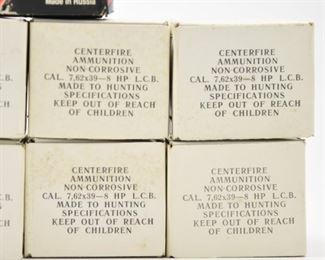 Made in Russia
CENTERFIRE
AMMUNITION
NON-CORROSIVE
CAL. 7,62x39—8 HP L.C.B.
MADE TO HUNTING
SPECIFICATIONS
KEEP OUT OF REACH
OF CHILDREN
CENTERFIRE
AMMUNITION
NON-CORROSIVE
CAL. 7,62x39—8 HP L.C.B.
MADE TO HUNTING
SPECIFICATIONS
KEEP OUT OF REACH
OF CHILDREN
B.
H
CENTERFIRE
AMMUNITION
NON-CORROSIVE
CAL. 7,62x39—8 HP L.C.B.
MADE TO HUNTING
SPECIFICATIONS
KEEP OUT OF REACH
OF CHILDREN
CENTERFIRE
AMMUNITION
NON-CORROSIVE
CAL. 7,62x39—8 HP L.C.B.
MADE TO HUNTING
SPECIFICATIONS
KEEP OUT OF REACH
OF CHILDREN